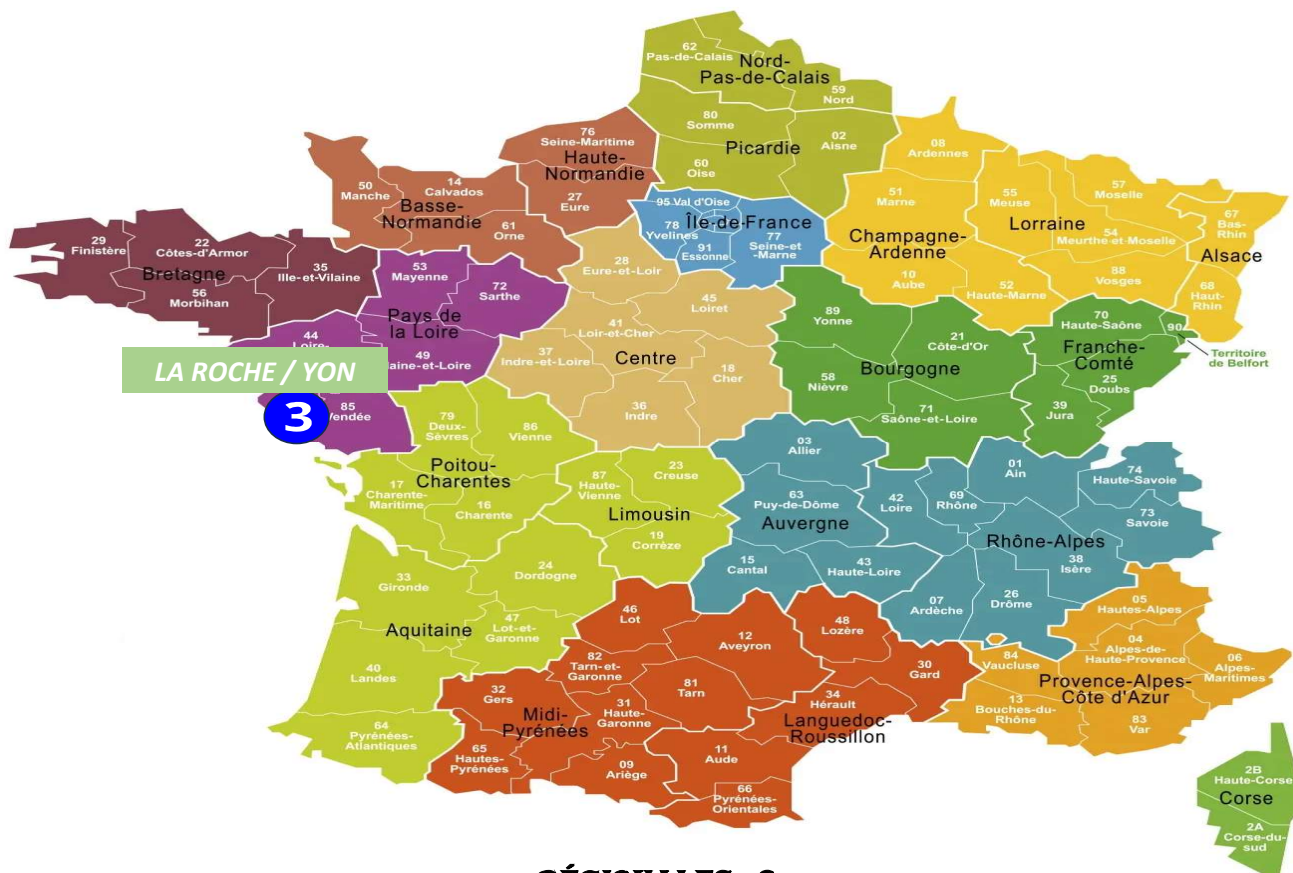 62
Pas-de-Calais
Nord-
Pas-de-Calais
59
Nord
80
Somme
02
Aisne
Picardie
60
Oise
76
Seine-Maritime
Haute-
Normandie
27
Eure
08
Ardennes
50
Manche
14
Calvados
Basse-
Normandie
61
Orne
95 Val d'Oise
Île-de-France
78
Yvelines
91
Essonne
77
Seine-et
-Marne
51
Marne
Champagne-
Ardenne
10
Aube
52
Haute-Marne
55
Meuse
57
Moselle
Lorraine
54
Meurthe-et-Moselle
88
Vosges
67
Bas-
Rhin
Alsace
68
Haut-
Rhin
29
Finistère
22
Côtes-d'Armor
Bretagne
35
Ille-et-Vilaine
56
Morbihan
53
Mayenne
72
Sarthe
Pays de
la Loire
44
Loire-
49
Maine-et-Loire
LA ROCHE / YON
3
85
Vendée
28
Eure-et-Loir
45
Loiret
41
Loir-et-Cher
37
Indre-et-Loire
Centre
18
Cher
36
Indre
89
Yonne
21
Côte-d'Or
Bourgogne
58
Nièvre
71
Saône-et-Loire
70
Haute-Saône
90
Territoire
de Belfort
Franche-
Comté
25
Doubs
39
Jura
79
Deux-
Sèvres
86
Vienne
Poitou-
Charentes
17
Charente-
Maritime
16
Charente
87
Haute-
Vienne
23
Creuse
Limousin
19
Corrèze
03
Allier
63
Puy-de-Dôme
Auvergne
15
Cantal
43
Haute-Loire
42
Loire
69
Rhône
01
Ain
74
Haute-Savoie
73
Savoie
Rhône-Alpes
38
Isère
07
Ardèche
26
Drôme
33
Gironde
24
Dordogne
47
Lot-et-
Garonne
Aquitaine
40
Landes
64
Pyrénées-
Atlantiques
46
Lot
12
Aveyron
82
Tarn-et-
Garonne
32
Gers
81
Tarn
31
Haute-
Garonne
Midi-
Pyrénées
65
Hautes-
Pyrénées
09
Ariège
48
Lozère
30
Gard
34
Hérault
Languedoc-
Roussillon
11
Aude
66
Pyrénées-
Orientales
05
Hautes-Alpes
04
Alpes-de-
Haute-Provence
06
Alpes-
Maritimes
84
Vaucluse
Provence-Alpes-
Côte d'Azur
13
Bouches-du-
Rhône
83
Var
2B
Haute-Corse
Corse
2A
Corse-du-
sud